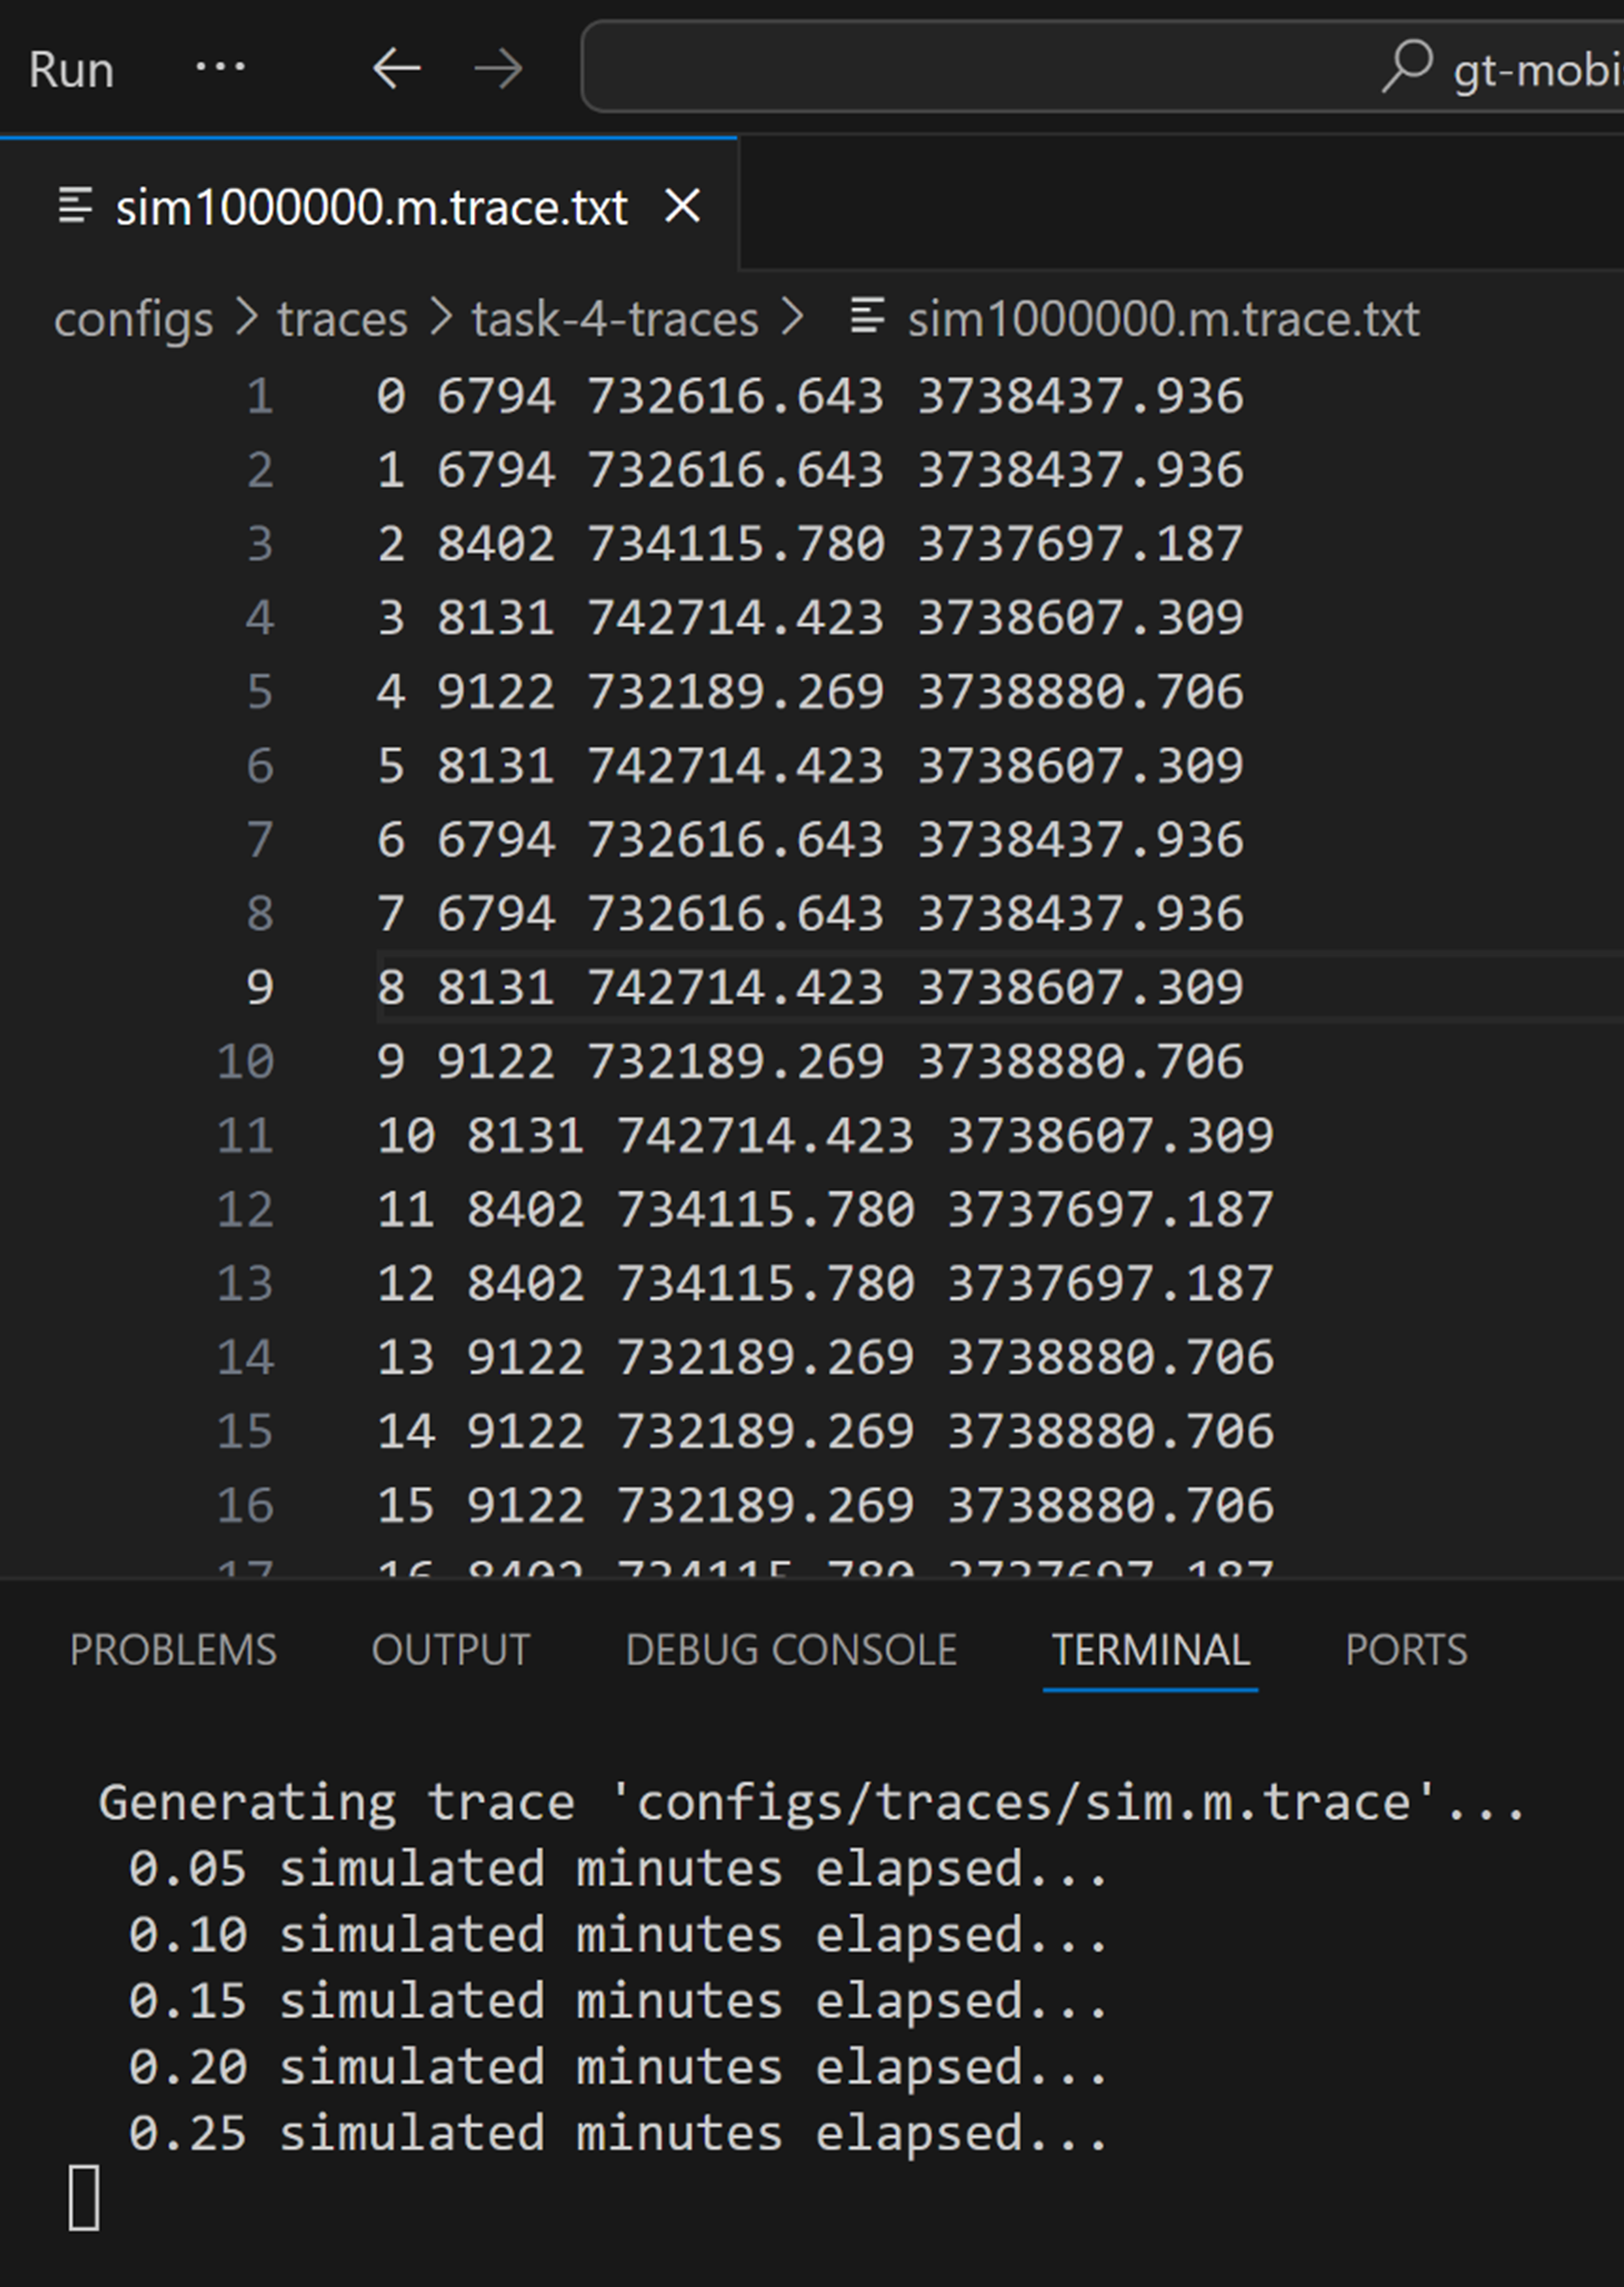 Run ··· gt-mobi
sim1000000.m.trace.txt
configs > traces > task-4-traces > sim1000000.m.trace.txt
1 0 6794 732616.643 3738437.936
2 1 6794 732616.643 3738437.936
3 2 8402 734115.780 3737697.187
4 3 8131 742714.423 3738607.309
5 4 9122 732189.269 3738880.706
6 5 8131 742714.423 3738607.309
7 6 6794 732616.643 3738437.936
8 7 6794 732616.643 3738437.936
9 8 8131 742714.423 3738607.309
10 9 9122 732189.269 3738880.706
11 10 8131 742714.423 3738607.309
12 11 8402 734115.780 3737697.187
13 12 8402 734115.780 3737697.187
14 13 9122 732189.269 3738880.706
15 14 9122 732189.269 3738880.706
16 15 9122 732189.269 3738880.706
17 16 8402 734115.780 3737697.187
PROBLEMS OUTPUT DEBUG CONSOLE TERMINAL PORTS
Generating trace 'configs/traces/sim.m.trace'...
0.05 simulated minutes elapsed...
0.10 simulated minutes elapsed...
0.15 simulated minutes elapsed...
0.20 simulated minutes elapsed...
0.25 simulated minutes elapsed...